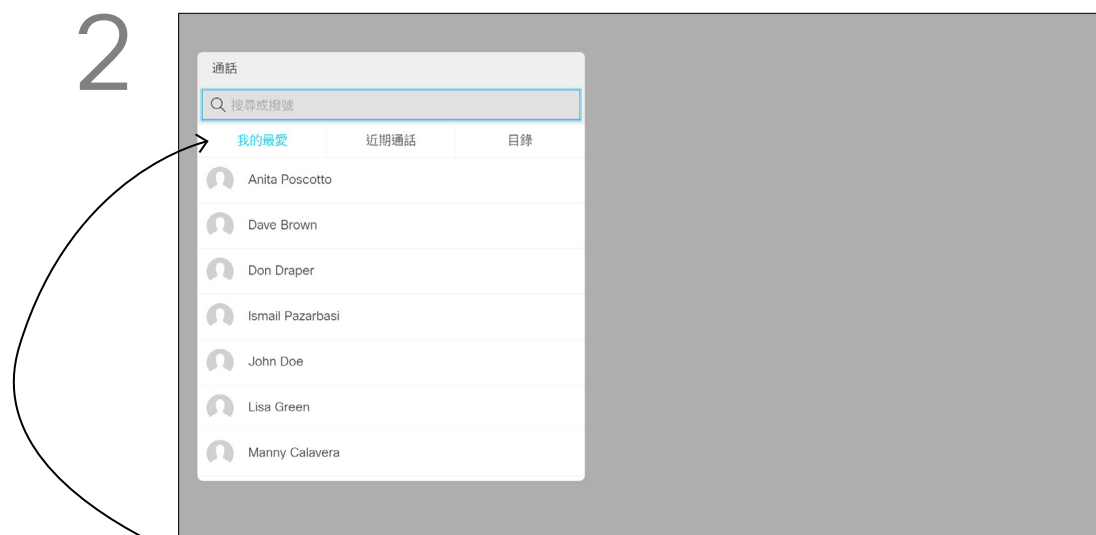 2
通話
搜尋或撥號
我的最愛 近期通話 目錄
Anita Poscotto
Dave Brown
Don Draper
Ismail Pazarbasi
John Doe
Lisa Green
Manny Calavera